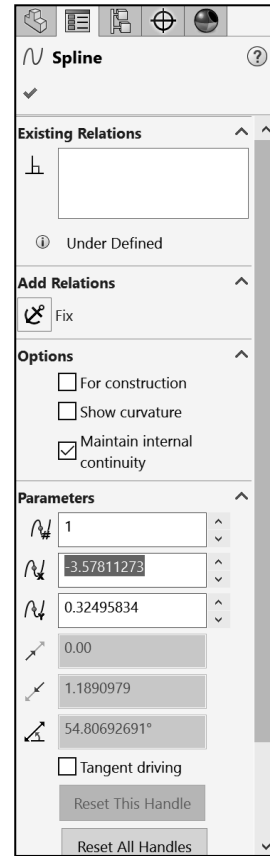 Spline
?
Existing Relations
Under Defined
Add Relations
Fix
Options
For construction
Show curvature
Maintain internal
continuity
Parameters
1
-3.57811273
0.32495834
0.00
1.1890979
54.80692691°
Tangent driving
Reset This Handle
Reset All Handles